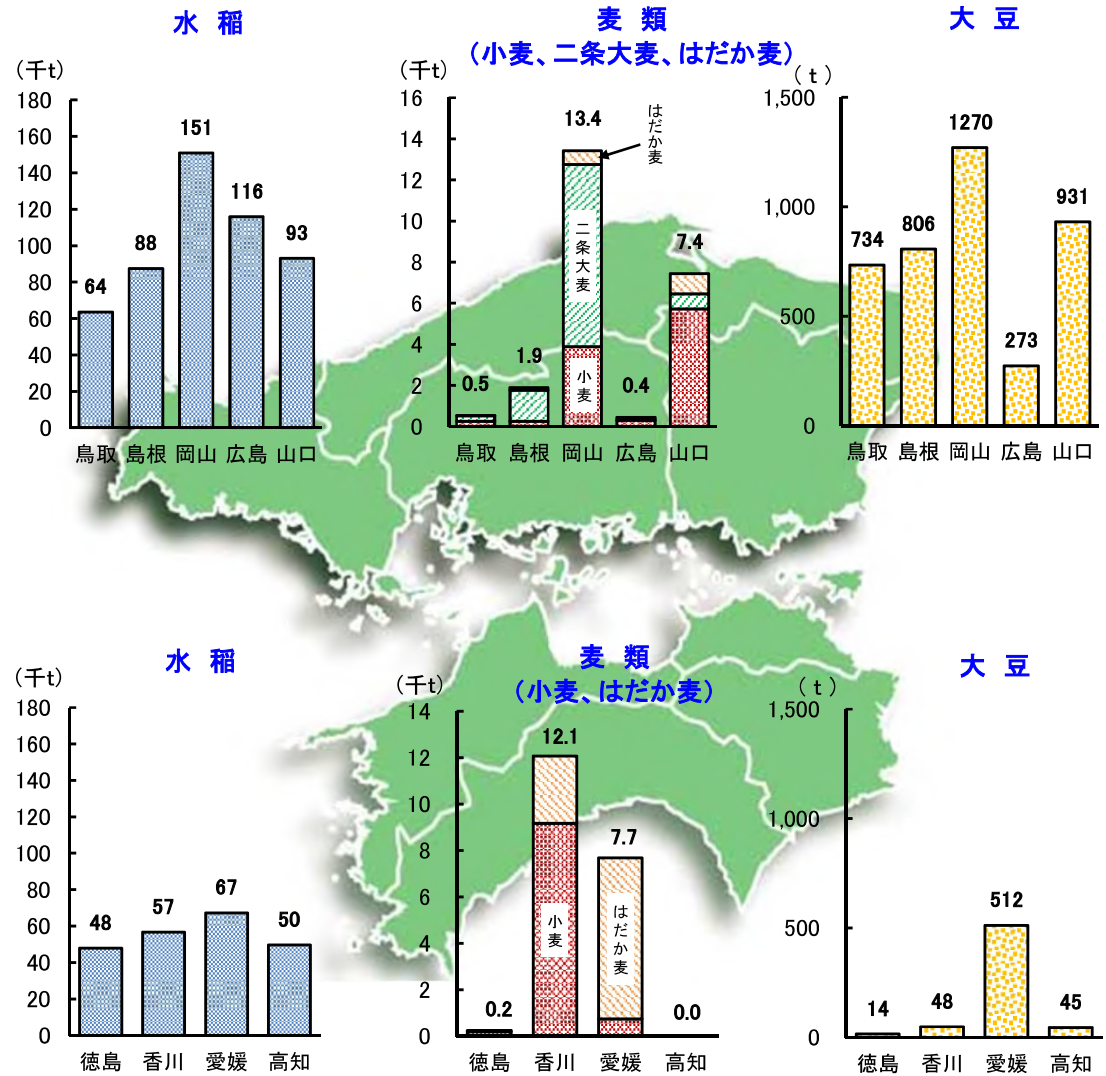 水 稲
(千t)
180
160
140
120
100
80
60
40
20
0
64
88
151
116
93
鳥取 島根 岡山 広島 山口
麦 類
(小麦、二条大麦、はだか麦)
(千t)
16
14
12
10
8
6
4
2
0
0.5
1.9
13.4
0.4
7.4
はだか麦
二条大麦
小麦
鳥取 島根 岡山 広島 山口
大 豆
(t)
1,500
1,000
500
0
734
806
1270
273
931
鳥取 島根 岡山 広島 山口
水 稲
(千t)
180
160
140
120
100
80
60
40
20
0
48
57
67
50
徳島 香川 愛媛 高知
麦 類
(小麦、はだか麦)
(千t)
14
12
10
8
6
4
2
0
0.2
12.1
7.7
0.0
小麦
はだか麦
徳島 香川 愛媛 高知
大 豆
(t)
1,500
1,000
500
0
14
48
512
45
徳島 香川 愛媛 高知